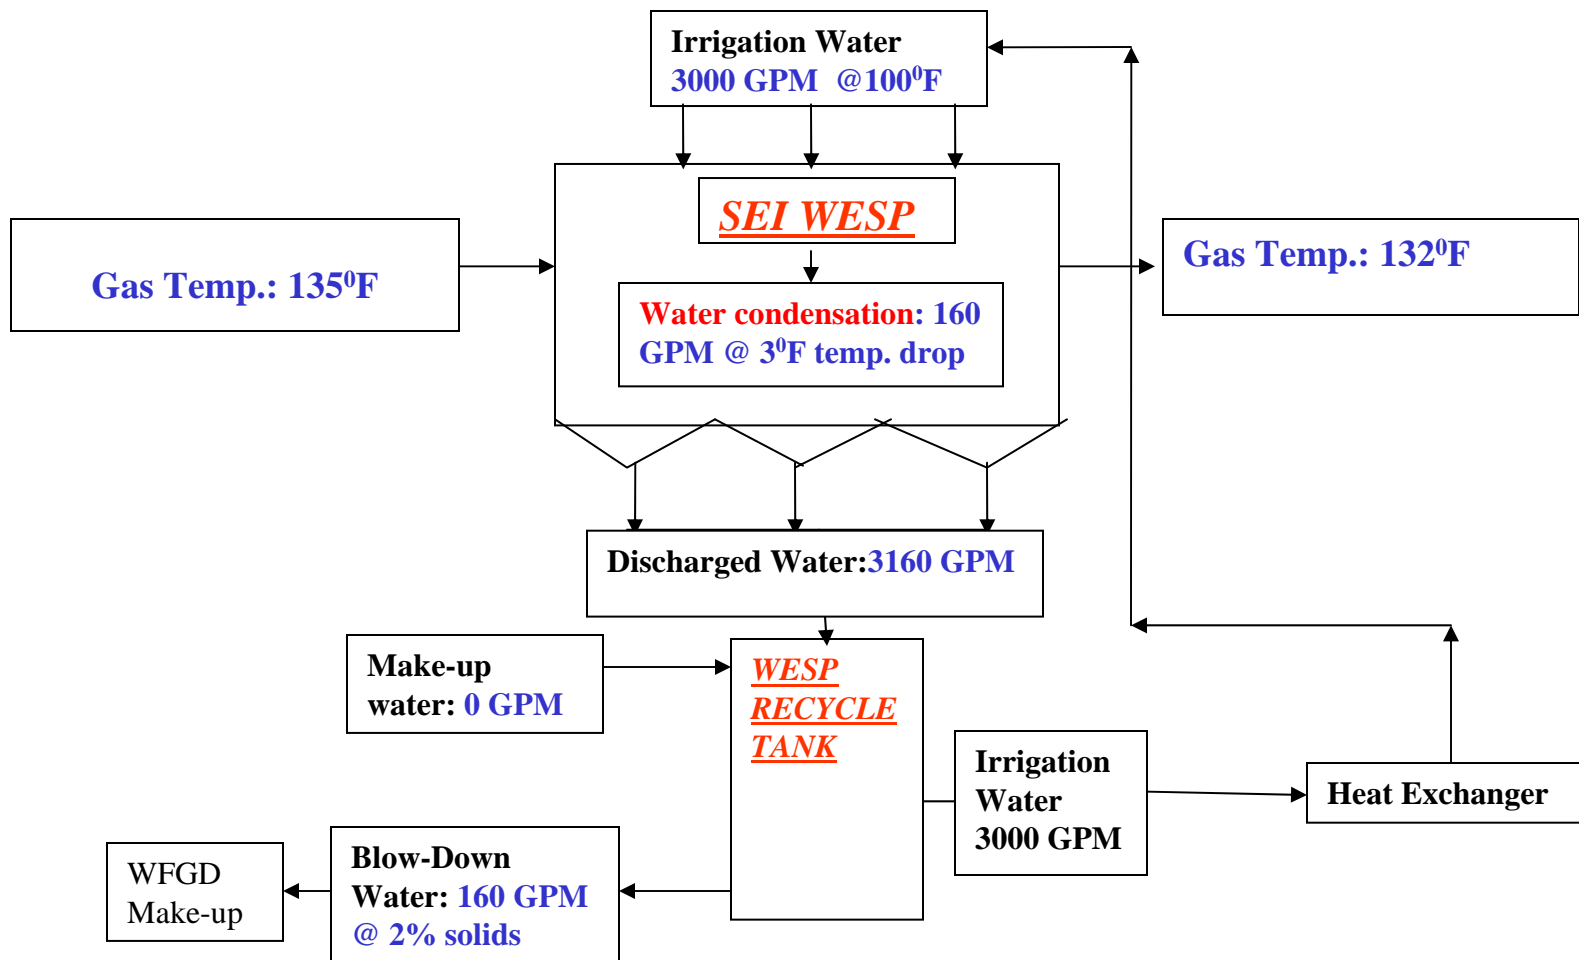 Irrigation Water
3000 GPM @100⁰F
SEI WESP
Gas Temp.: 135⁰F
Gas Temp.: 132⁰F
Water condensation: 160
GPM @ 3⁰F temp. drop
Discharged Water:3160 GPM
Make-up
water: 0 GPM
WESP
RECYCLE
TANK
Irrigation
Water
3000 GPM
Heat Exchanger
Blow-Down
Water: 160 GPM
@ 2% solids
WFGD
Make-up